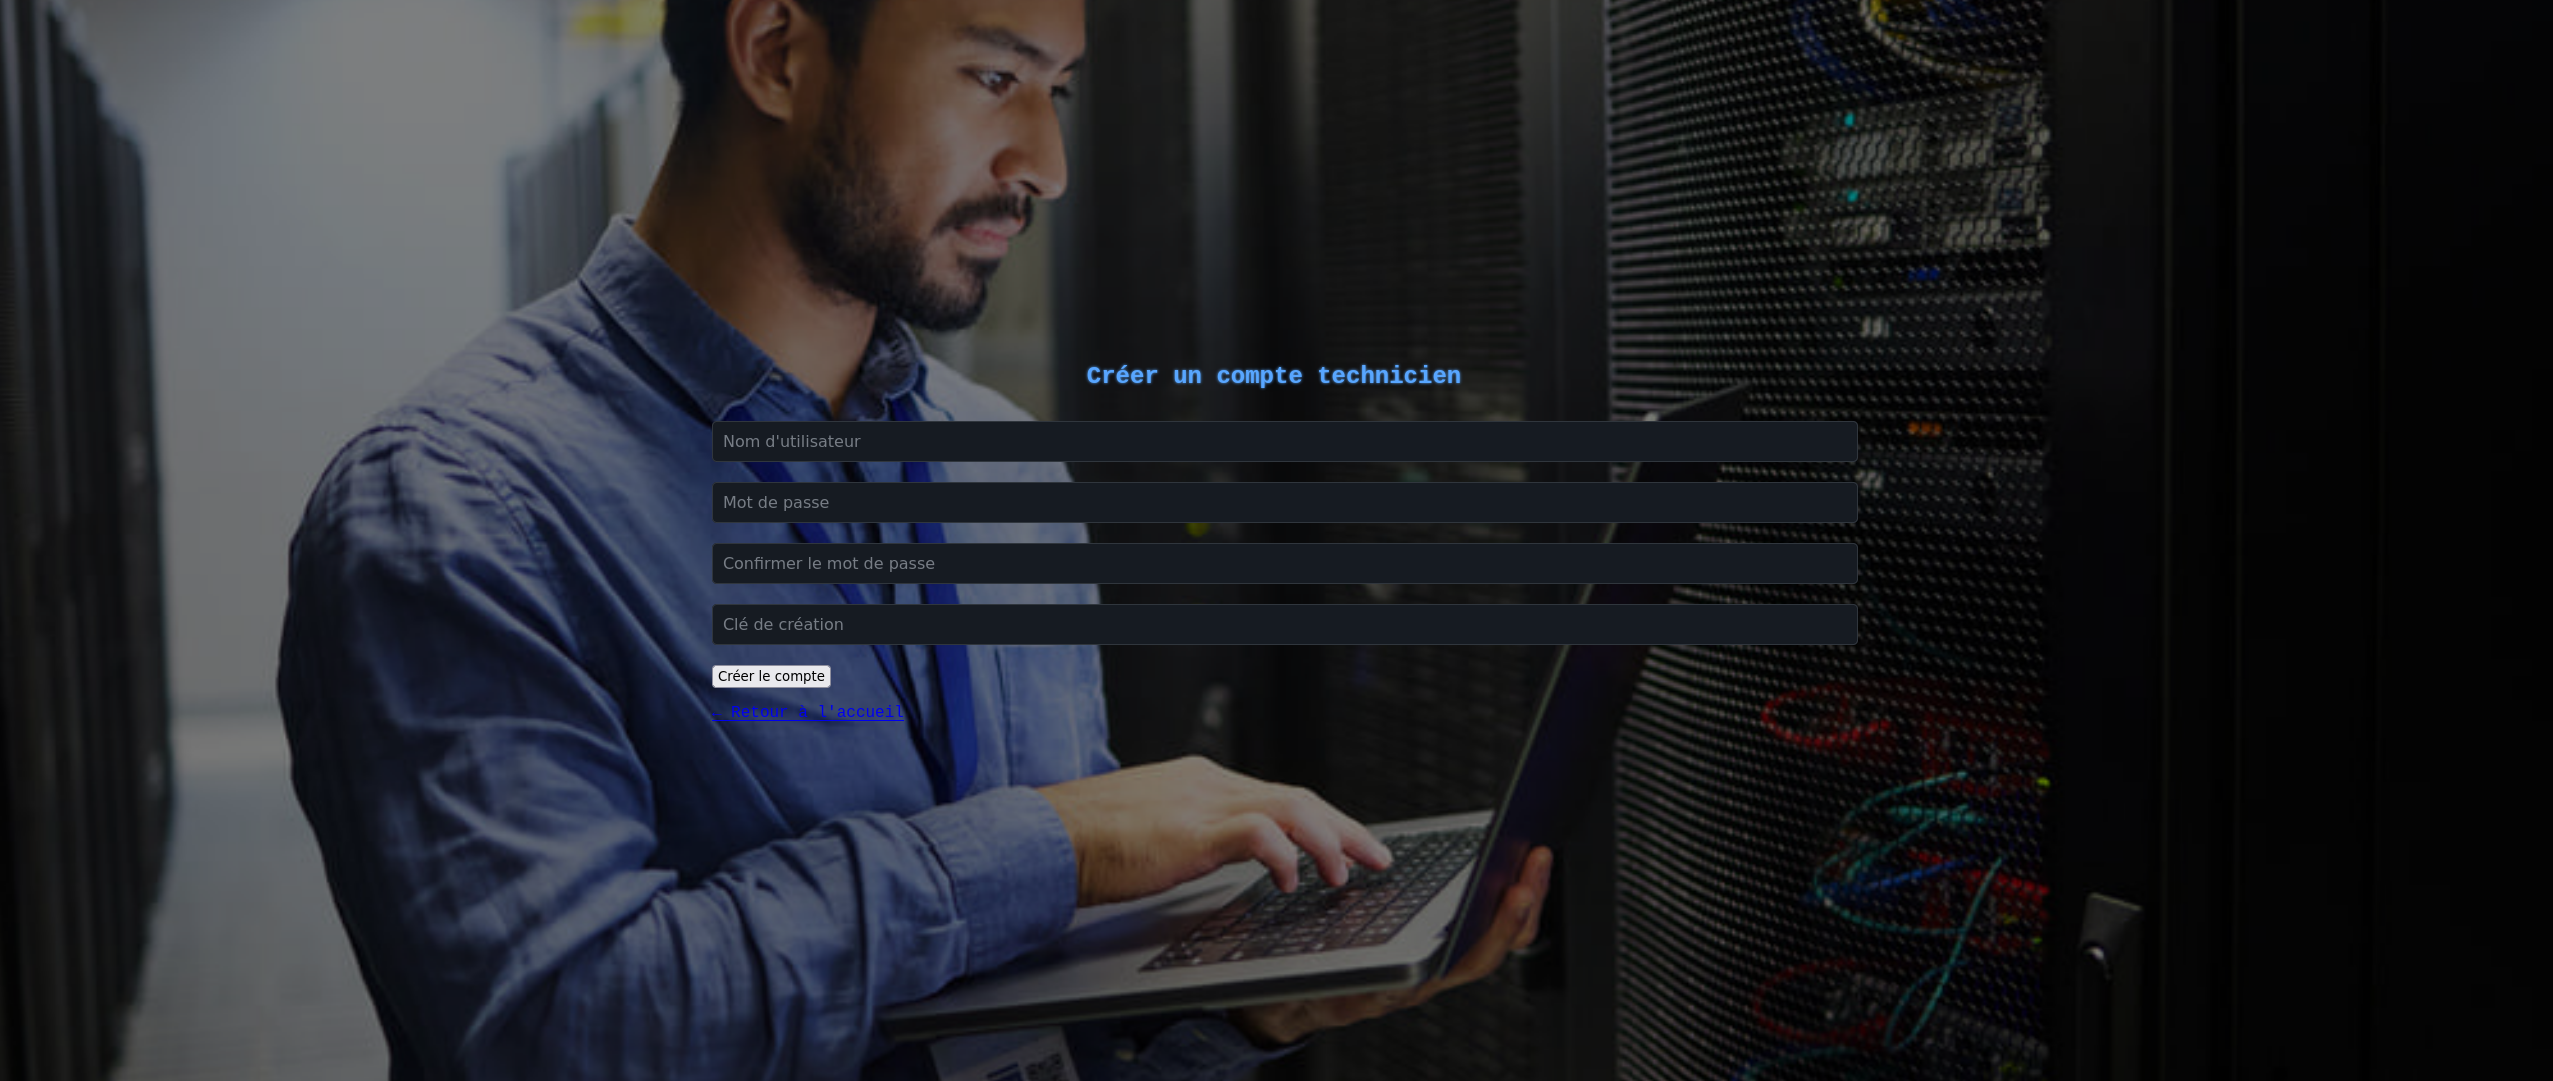 Créer un compte technicien
Nom d'utilisateur
Mot de passe
Confirmer le mot de passe
Clé de création
Créer le compte
← Retour à l'accueil